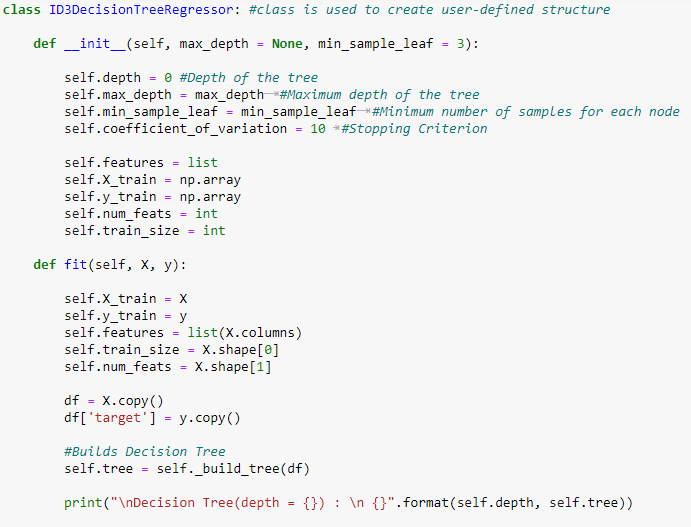 class ID3DecisionTreeRegressor: #class is used to create user-defined structure
def __init__(self, max_depth = None, min_sample_leaf = 3):
self.depth = 0 #Depth of the tree
self.max_depth = max_depth #Maximum depth of the tree
self.min_sample_leaf = min_sample_leaf #Minimum number of samples for each node
self.coefficient_of_variation = 10 #Stopping Criterion
self.features = list
self.X_train = np.array
self.y_train = np.array
self.num_feats = int
self.train_size = int
def fit(self, X, y):
self.X_train = X
self.y_train = y
self.features = list(X.columns)
self.train_size = X.shape[0]
self.num_feats = X.shape[1]
df = X.copy()
df['target'] = y.copy()
#Builds Decision Tree
self.tree = self._build_tree(df)
print("\nDecision Tree(depth = {}) : \n {}".format(self.depth, self.tree))